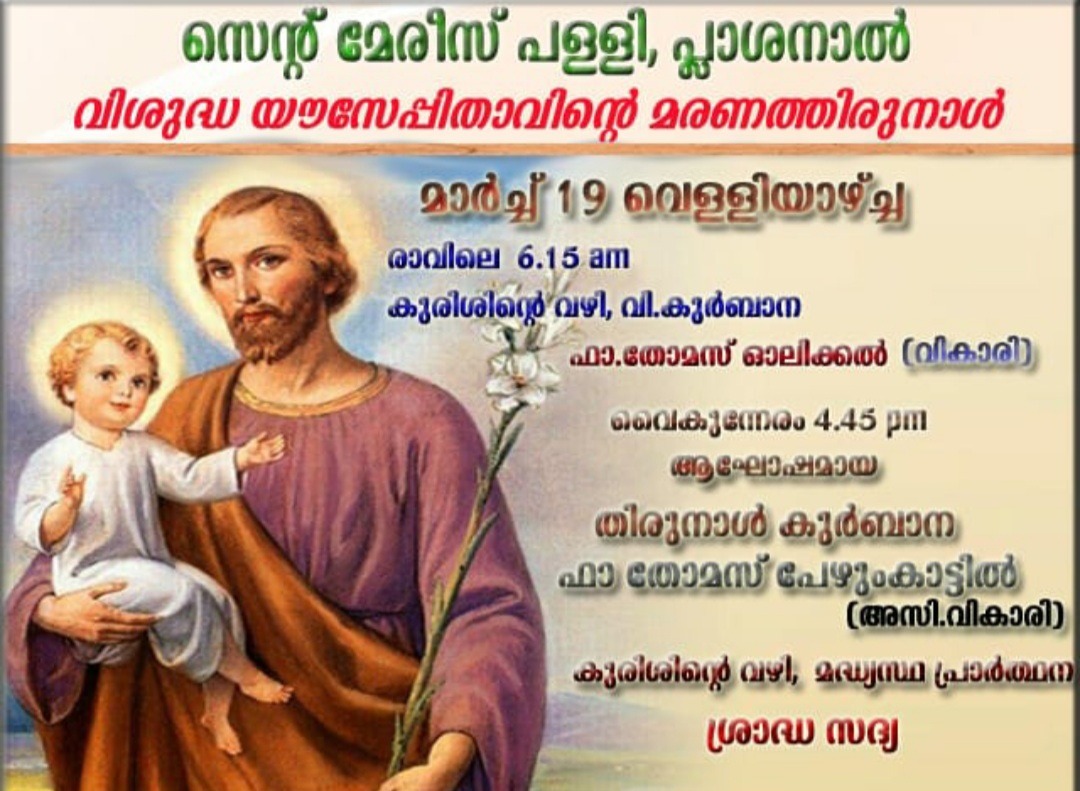 സെന്റ് മേരീസ് പള്ളി, പ്ലാശനാൽ
വിശുദ്ധ യൗസേപ്പിതാവിന്റെ മരണത്തിരുനാൾ
മാർച്ച് 19 വെള്ളിയാഴ്ച്ച
രാവിലെ 6.15 am
കുരിശിന്റെ വഴി, വി.കുർബാന
ഫാ.തോമസ് ഓലിക്കൽ (വികാരി)
വൈകുന്നേരം 4.45 pm
ആഘോഷമായ
തിരുനാൾ കുർബാന
ഫാ തോമസ് പേഴുംകാട്ടിൽ
(അസി.വികാരി)
കുരിശിന്റെ വഴി, മദ്ധ്യസ്ഥ പ്രാർത്ഥന
ശ്രാദ്ധ സദ്യ